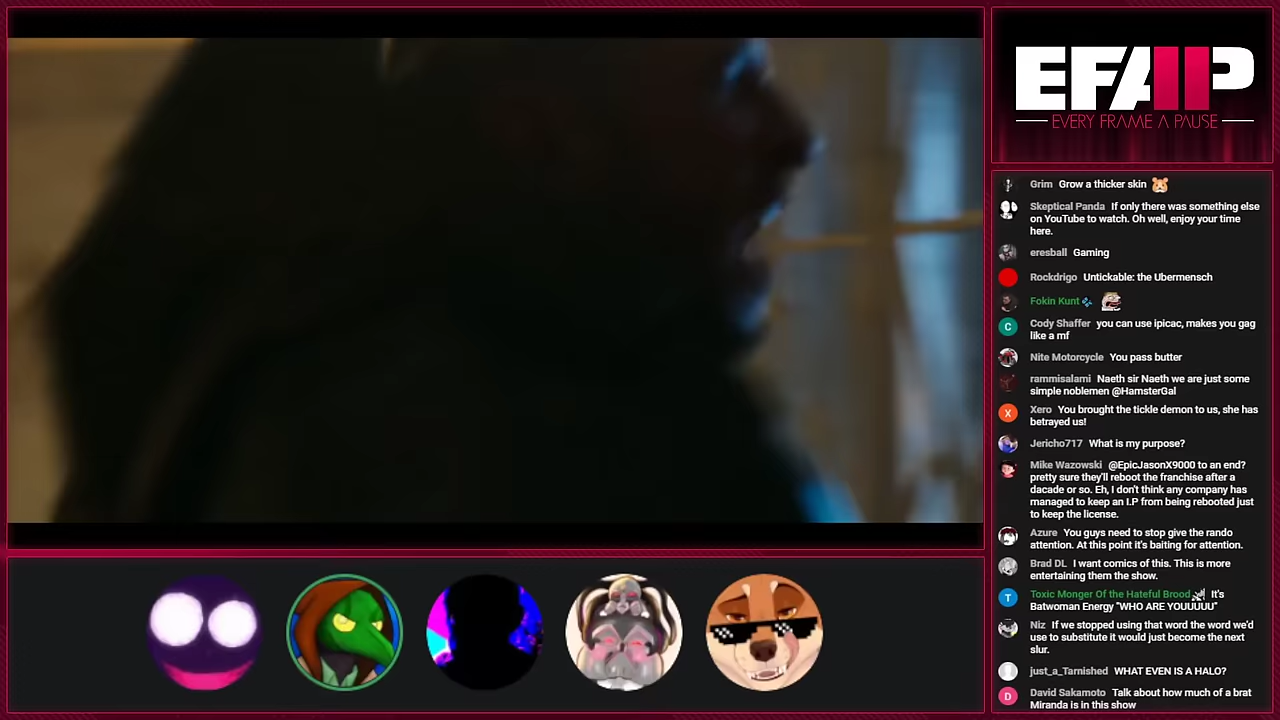 EFAP
EVERY FRAME A PAUSE
Grim Grow a thicker skin
Skeptical Panda If only there was something else
on YouTube to watch. Oh well, enjoy your time
here.
eresball Gaming
Rockdrigo Untickable: the Ubermensch
Fokin Kunt
C
Cody Shaffer you can use ipicac, makes you gag
like a mf
Nite Motorcycle You pass butter
rammisalami Naeth sir Naeth we are just some
simple noblemen @HamsterGal
X
Xero You brought the tickle demon to us, she has
betrayed us!
Jericho717 What is my purpose?
Mike Wazowski @EpicJasonX9000 to an end?
pretty sure they'll reboot the franchise after a
dacade or so. Eh, I don't think any company has
managed to keep an I.P from being rebooted just
to keep the license.
Azure You guys need to stop give the rando
attention. At this point it's baiting for attention.
Brad DL I want comics of this. This is more
entertaining them the show.
T
Toxic Monger Of the Hateful Brood It's
Batwoman Energy "WHO ARE YOUUUUU"
Niz If we stopped using that word the word we'd
use to substitute it would just become the next
slur.
just_a_Tarnished WHAT EVEN IS A HALO?
D
David Sakamoto Talk about how much of a brat
Miranda is in this show